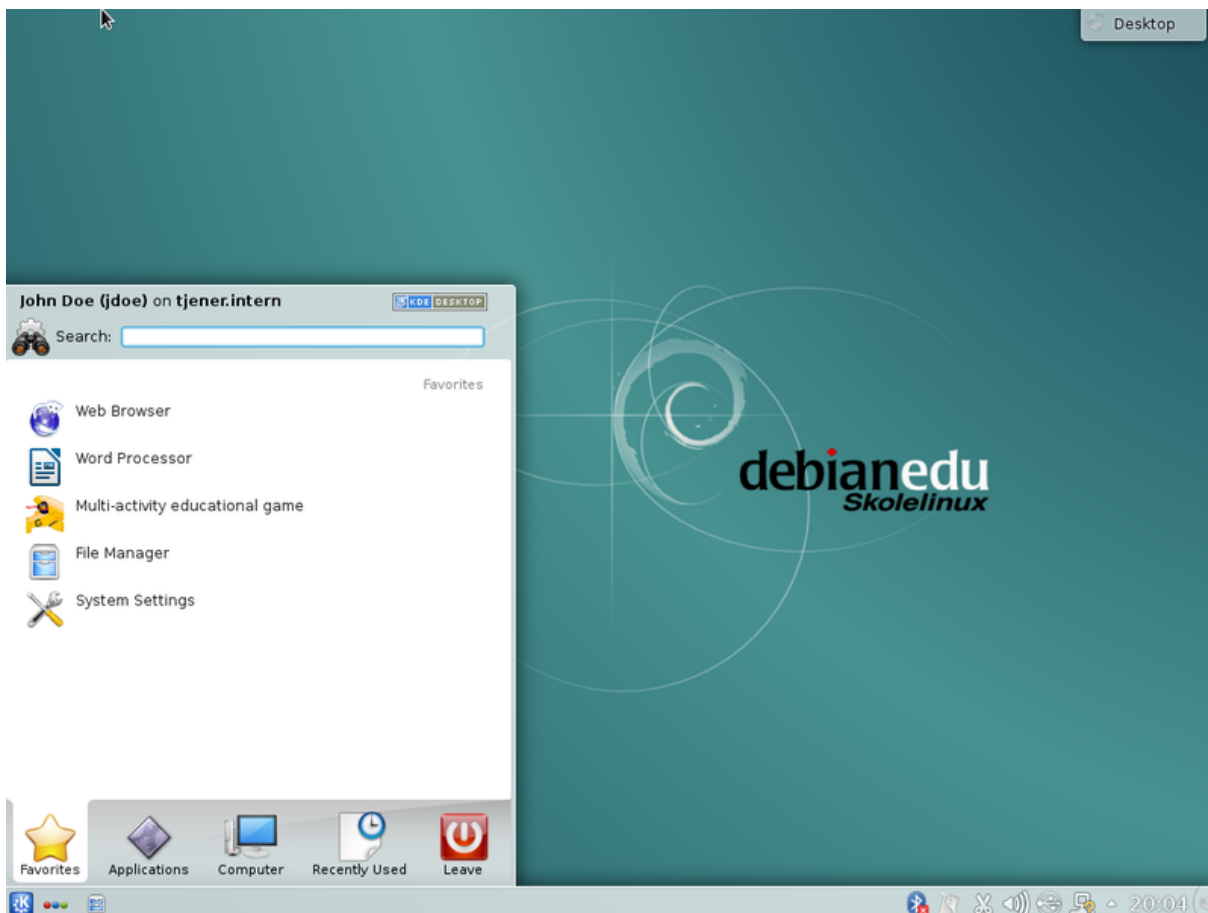 Desktop
John Doe (jdoe) on tjener.intern
KDE DESKTOP
Search:
Favorites
Web Browser
Word Processor
Multi-activity educational game
File Manager
System Settings
debianedu
Skolelinux
Favorites
Applications
Computer
Recently Used
Leave
20:04